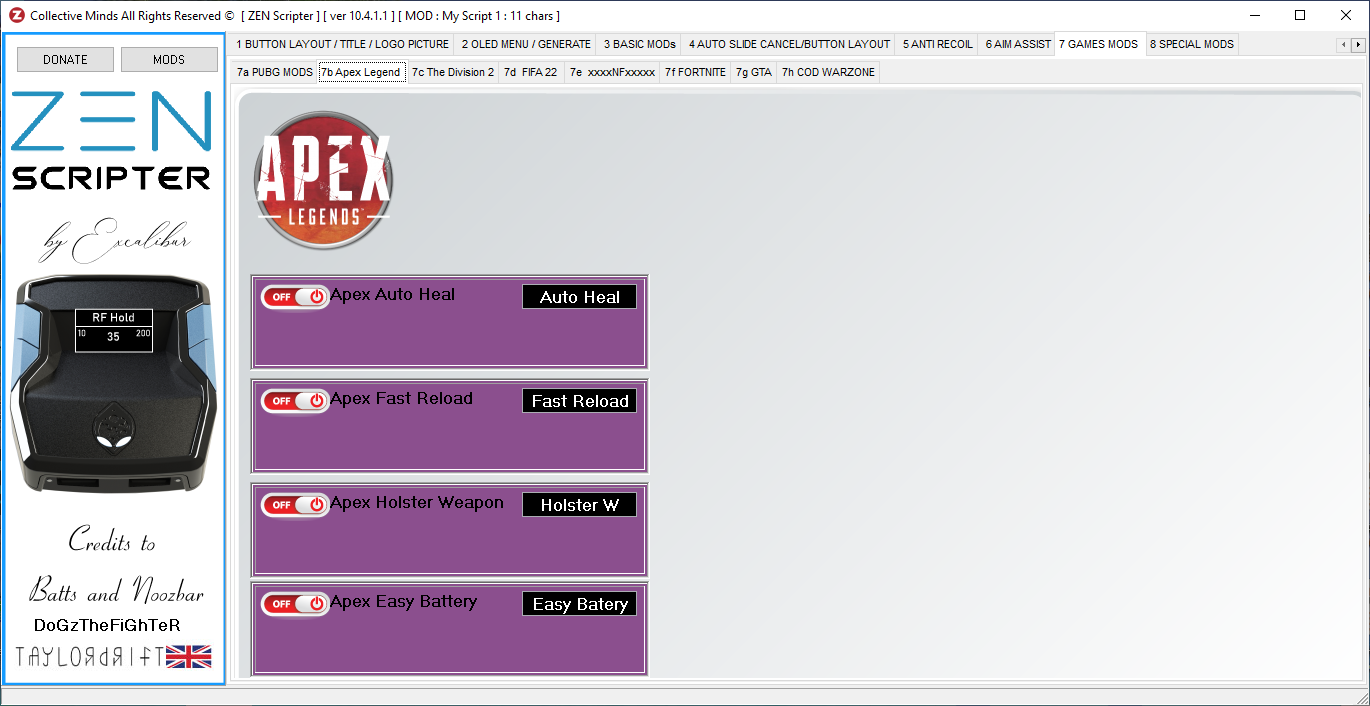 Collective Minds All Rights Reserved © [ ZEN Scripter ] [ ver 10.4.1.1 ] [ MOD : My Script 1 : 11 chars ]
1 BUTTON LAYOUT / TITLE / LOGO PICTURE 2 OLED MENU / GENERATE 3 BASIC MODs 4 AUTO SLIDE CANCEL/BUTTON LAYOUT 5 ANTI RECOIL 6 AIM ASSIST 7 GAMES MODS 8 SPECIAL MODS
DONATE MODS
7a PUBG MODS 7b Apex Legend 7c The Division 2 7d FIFA 22 7e xxxxNFxxxxx 7f FORTNITE 7g GTA 7h COD WARZONE
ZEN
SCRIPTER
by Excalibur
RF Hold
10 35 200
Credits to
Batts and Noozbar
DoGzTheFiGhTeR
TAYLORdRIFT
APEX
LEGENDS
OFF Apex Auto Heal Auto Heal
OFF Apex Fast Reload Fast Reload
OFF Apex Holster Weapon Holster W
OFF Apex Easy Battery Easy Batery